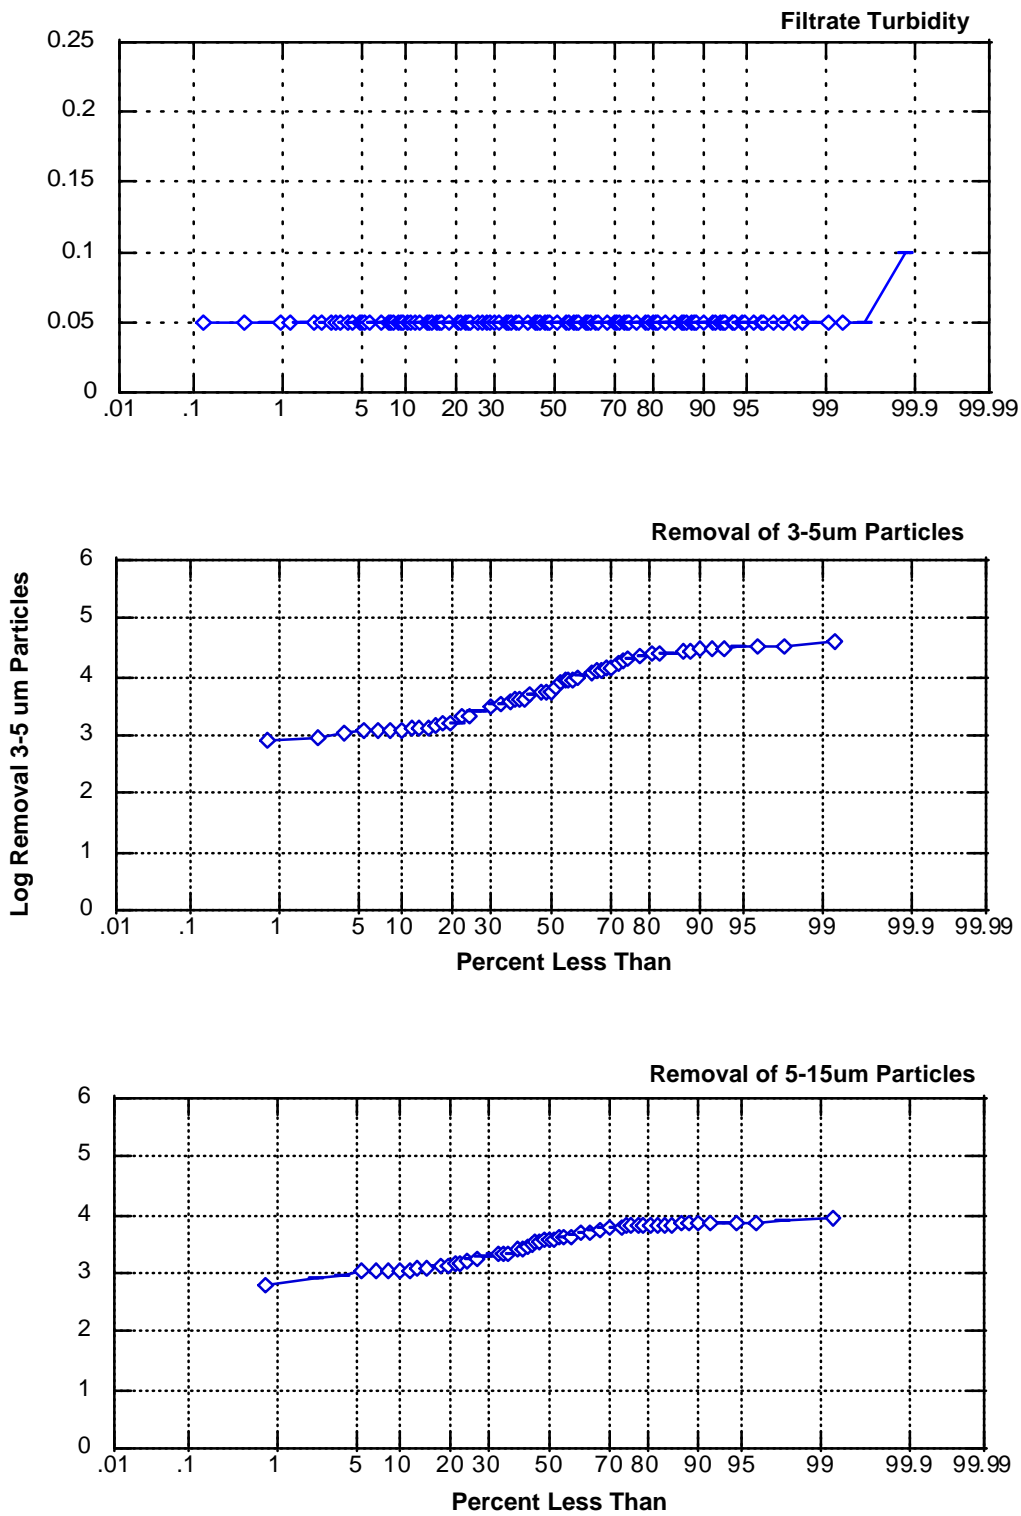 Filtrate Turbidity
0.25
0.2
0.15
0.1
0.05
0
.01 .1 1 5 10 20 30 50 70 80 90 95 99 99.9 99.99
Removal of 3-5um Particles
Log Removal 3-5 um Particles
6
5
4
3
2
1
0
.01 .1 1 5 10 20 30 50 70 80 90 95 99 99.9 99.99
Percent Less Than
Removal of 5-15um Particles
6
5
4
3
2
1
0
.01 .1 1 5 10 20 30 50 70 80 90 95 99 99.9 99.99
Percent Less Than